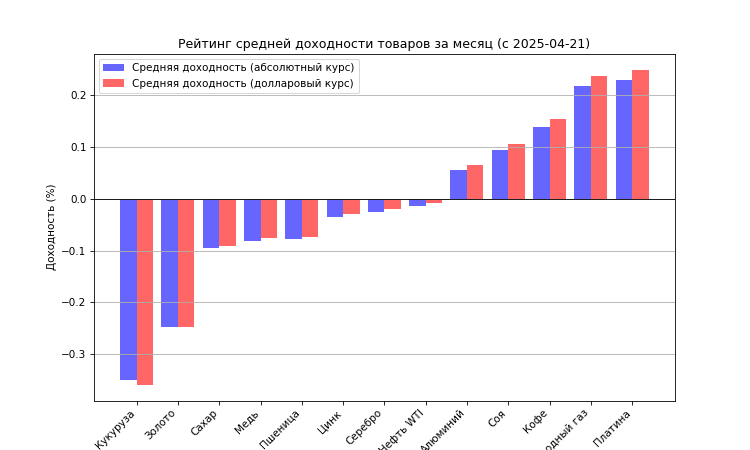 Рейтинг средней доходности товаров за месяц (с 2025-04-21)
Средняя доходность (абсолютный курс)
Средняя доходность (долларовый курс)
Доходность (%)
0.2
0.1
0.0
−0.1
−0.2
−0.3
Кукуруза
Золото
Сахар
Медь
Пшеница
Цинк
Серебро
Нефть WTI
Алюминий
Соя
Кофе
одный газ
Платина